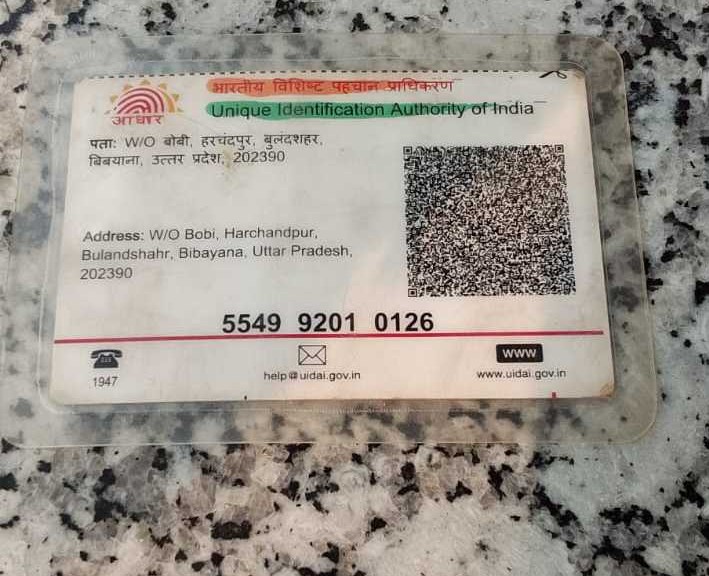 भारतीय विशिष्ट पहचान प्राधिकरण
Unique Identification Authority of India
आधार
पता: W/O बोबी, हरचंदपुर, बुलंदशहर,
बिबयाना, उत्तर प्रदेश, 202390
Address: W/O Bobi, Harchandpur,
Bulandshahr, Bibayana, Uttar Pradesh,
202390
5549 9201 0126
1947
help@uidai.gov.in
www
www.uidai.gov.in